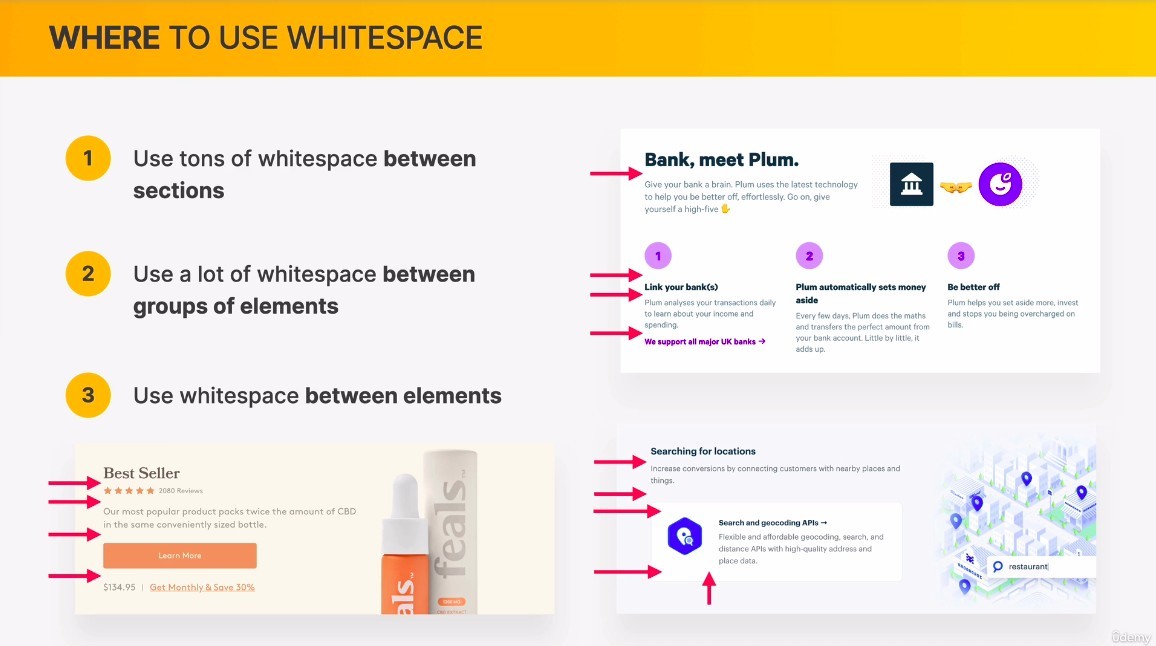 WHERE TO USE WHITESPACE
1
Use tons of whitespace between
sections
2
Use a lot of whitespace between
groups of elements
3
Use whitespace between elements
Bank, meet Plum.
Give your bank a brain. Plum uses the latest technology
to help you be better off, effortlessly. Go on, give
yourself a high-five ✋
1
Link your bank(s)
Plum analyses your transactions daily
to learn about your income and
spending.
We support all major UK banks →
2
Plum automatically sets money
aside
Every few days, Plum does the maths
and transfers the perfect amount from
your bank account. Little by little, it
adds up.
3
Be better off
Plum helps you set aside more, invest
and stops you being overcharged on
bills.
Best Seller
2080 Reviews
Our most popular product packs twice the amount of CBD
in the same conveniently sized bottle.
Learn More
$134.95 | Get Monthly & Save 30%
als
feals
Searching for locations
Increase conversions by connecting customers with nearby places and
things.
Search and geocoding APIs →
Flexible and affordable geocoding, search, and
distance APIs with high-quality address and
place data.
restaurant
ûdemy